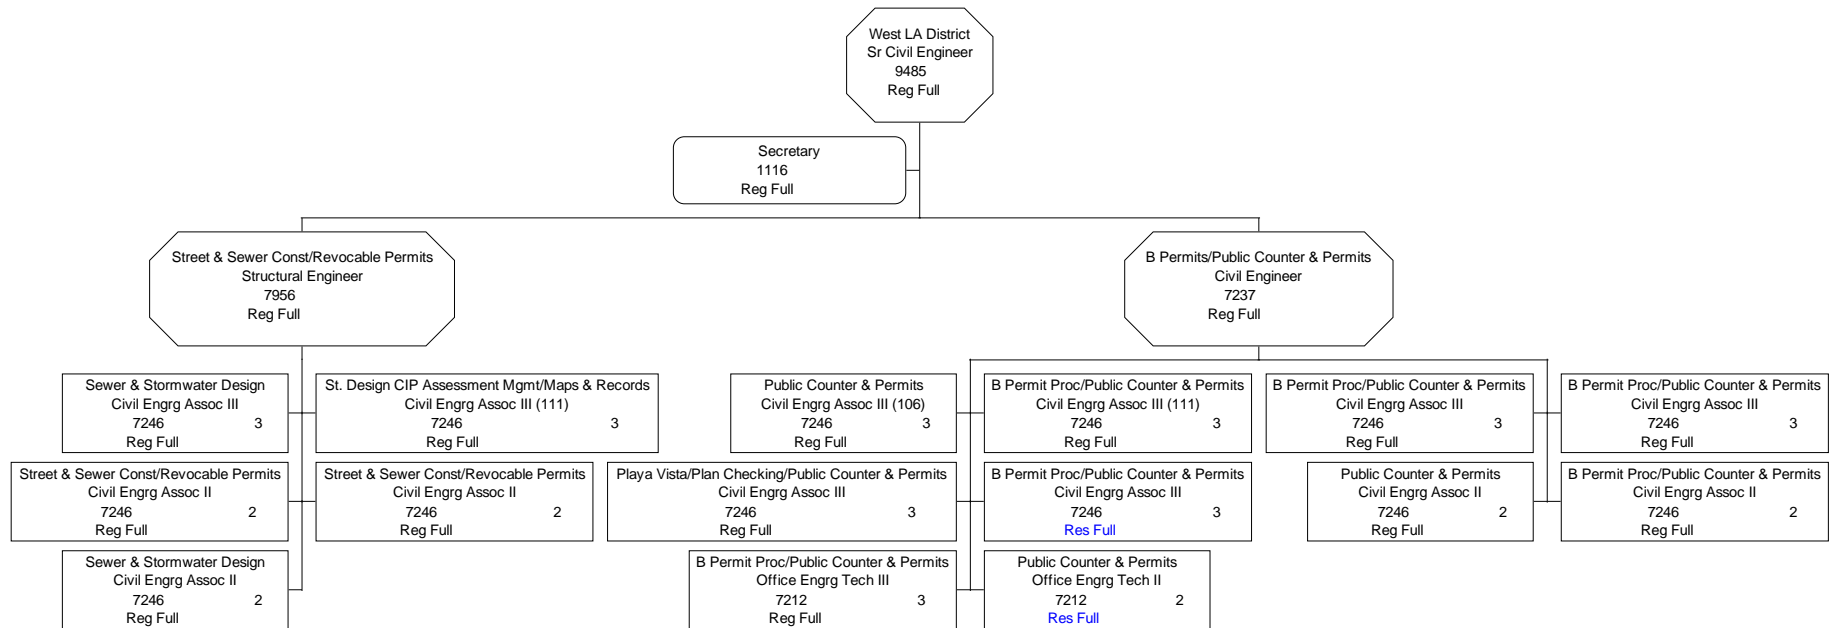 West LA District
Sr Civil Engineer
9485
Reg Full
Secretary
1116
Reg Full
Street & Sewer Const/Revocable Permits
Structural Engineer
7956
Reg Full
B Permits/Public Counter & Permits
Civil Engineer
7237
Reg Full
Sewer & Stormwater Design
Civil Engrg Assoc III
7246 3
Reg Full
St. Design CIP Assessment Mgmt/Maps & Records
Civil Engrg Assoc III (111)
7246 3
Reg Full
Public Counter & Permits
Civil Engrg Assoc III (106)
7246 3
Reg Full
B Permit Proc/Public Counter & Permits
Civil Engrg Assoc III (111)
7246 3
Reg Full
B Permit Proc/Public Counter & Permits
Civil Engrg Assoc III
7246 3
Reg Full
B Permit Proc/Public Counter & Permits
Civil Engrg Assoc III
7246 3
Reg Full
Street & Sewer Const/Revocable Permits
Civil Engrg Assoc II
7246 2
Reg Full
Street & Sewer Const/Revocable Permits
Civil Engrg Assoc II
7246 2
Reg Full
Playa Vista/Plan Checking/Public Counter & Permits
Civil Engrg Assoc III
7246 3
Reg Full
B Permit Proc/Public Counter & Permits
Civil Engrg Assoc III
7246 3
Res Full
Public Counter & Permits
Civil Engrg Assoc II
7246 2
Reg Full
B Permit Proc/Public Counter & Permits
Civil Engrg Assoc II
7246 2
Reg Full
Sewer & Stormwater Design
Civil Engrg Assoc II
7246 2
Reg Full
B Permit Proc/Public Counter & Permits
Office Engrg Tech III
7212 3
Reg Full
Public Counter & Permits
Office Engrg Tech II
7212 2
Res Full